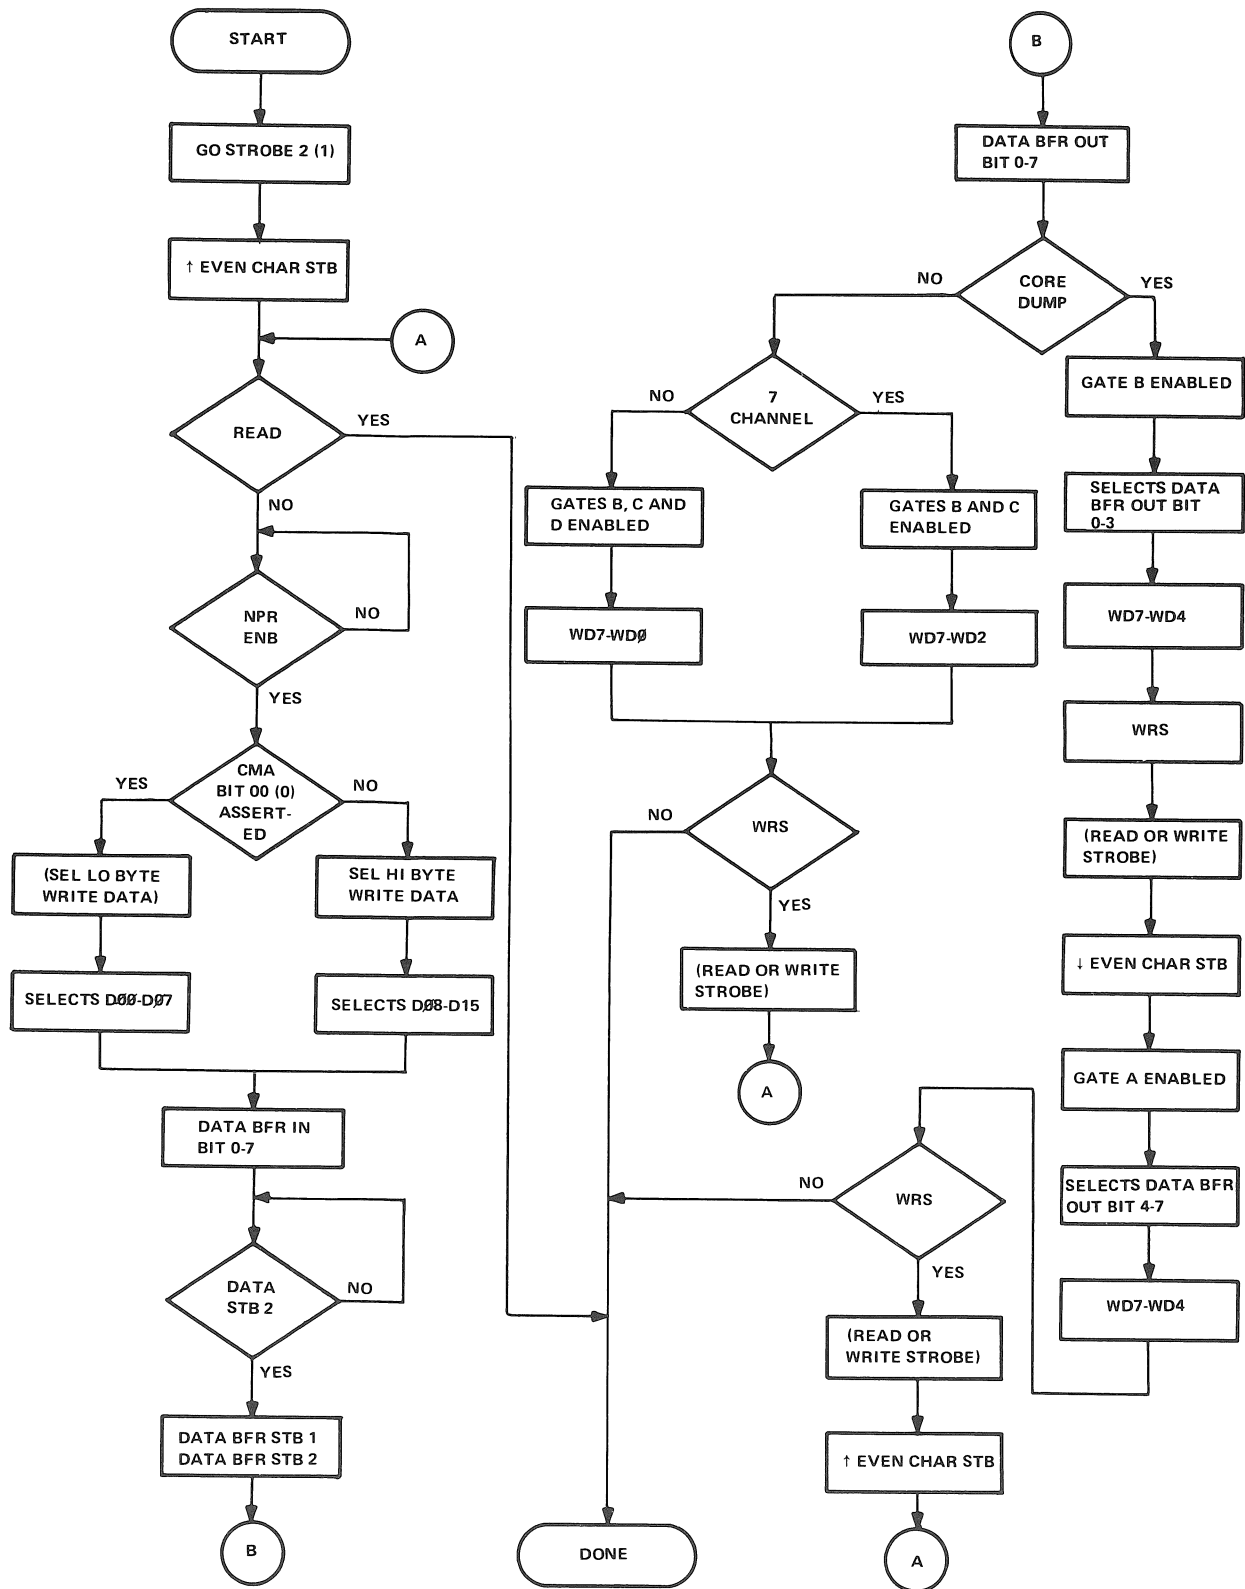 START
GO STROBE 2 (1)
↑ EVEN CHAR STB
A
READ
YES
NO
NPR
ENB
NO
YES
CMA
BIT 00 (0)
ASSERT-
ED
YES
NO
(SEL LO BYTE
WRITE DATA)
SEL HI BYTE
WRITE DATA
SELECTS D00-D07
SELECTS D08-D15
DATA BFR IN
BIT 0-7
DATA
STB 2
NO
YES
DATA BFR STB 1
DATA BFR STB 2
B
B
DATA BFR OUT
BIT 0-7
CORE
DUMP
NO
YES
7
CHANNEL
NO
YES
GATES B, C AND
D ENABLED
GATES B AND C
ENABLED
WD7-WD0
WD7-WD2
WRS
NO
YES
(READ OR WRITE
STROBE)
A
GATE B ENABLED
SELECTS DATA
BFR OUT BIT
0-3
WD7-WD4
WRS
(READ OR WRITE
STROBE)
↓ EVEN CHAR STB
GATE A ENABLED
SELECTS DATA BFR
OUT BIT 4-7
WD7-WD4
WRS
NO
YES
(READ OR
WRITE STROBE)
↑ EVEN CHAR STB
A
DONE